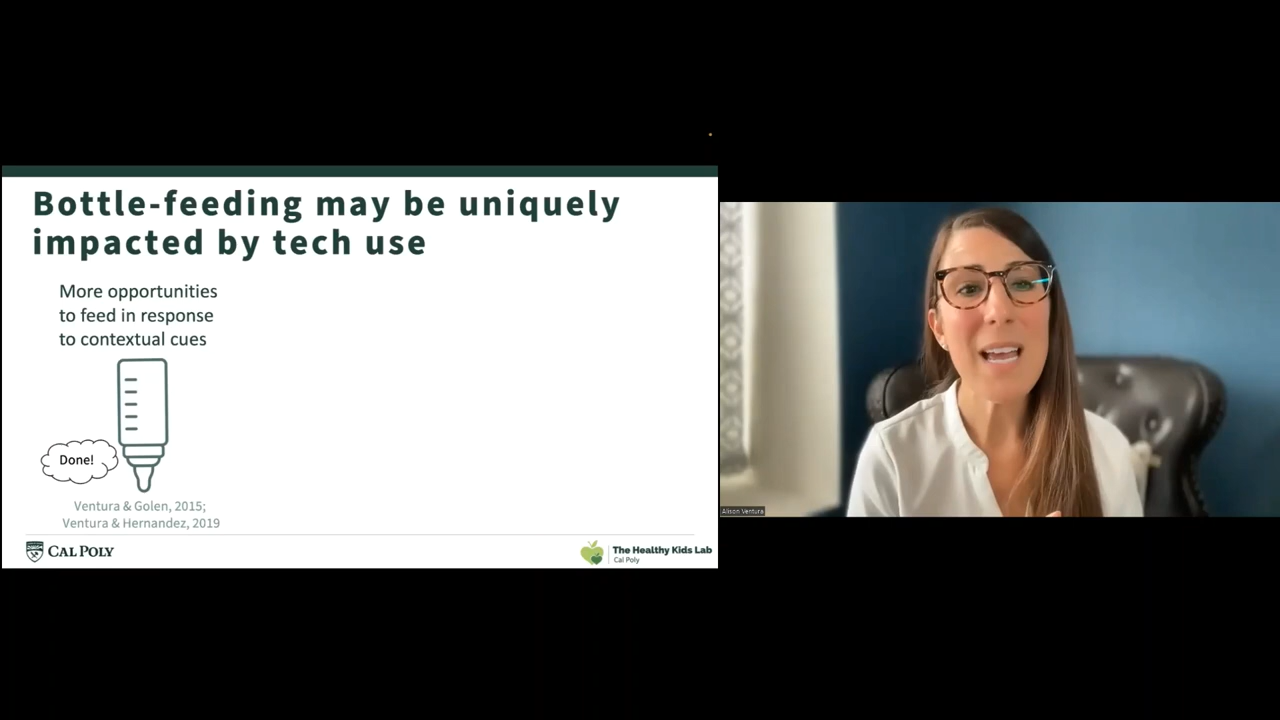 Bottle-feeding may be uniquely
impacted by tech use
More opportunities
to feed in response
to contextual cues
Done!
Ventura & Golen, 2015;
Ventura & Hernandez, 2019
CAL POLY
The Healthy Kids Lab
Cal Poly
Alison Ventura